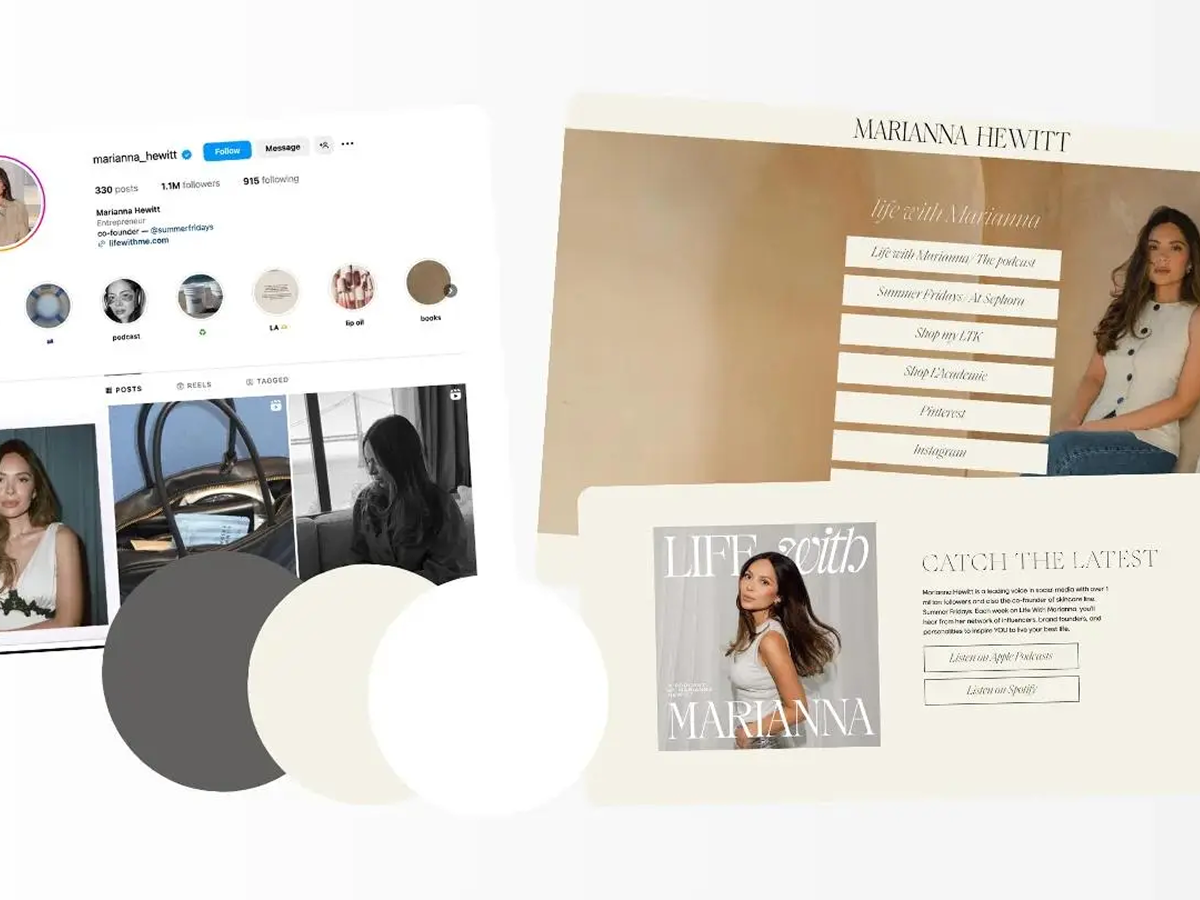 marianna_hewitt Follow Message
330 posts 1.1M followers 915 following
Marianna Hewitt
Entrepreneur
co-founder — @summerfridays
lifewithme.com
podcast LA lip oil books
POSTS REELS TAGGED
MARIANNA HEWITT
life with Marianna
Life with Marianna / The podcast
Summer Fridays / At Sephora
Shop my LTK
Shop L'Academie
Pinterest
Instagram
LIFE with
MARIANNA
CATCH THE LATEST
Marianna Hewitt is a leading voice in social media with over 1
million followers and also the co-founder of skincare line,
Summer Fridays. Each week on Life With Marianna, you'll
hear from her network of influencers, brand founders, and
personalities to inspire YOU to live your best life.
Listen on Apple Podcasts
Listen on Spotify